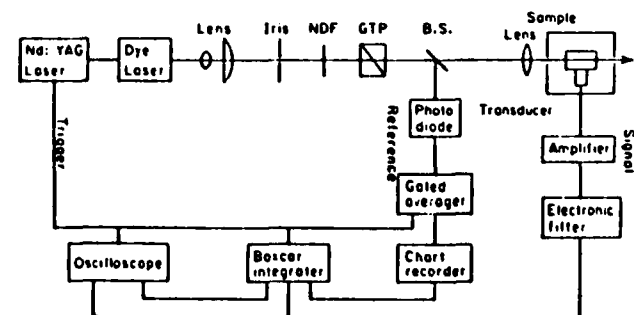 Sample
Lens Iris NDF GTP B.S. Lens
Nd: YAG
Laser
Dye
Laser
Trigger
Reference
Photo
diode
Transducer
Signal
Amplifier
Gated
averager
Electronic
filter
Oscilloscope
Boxcar
integrater
Chart
recorder